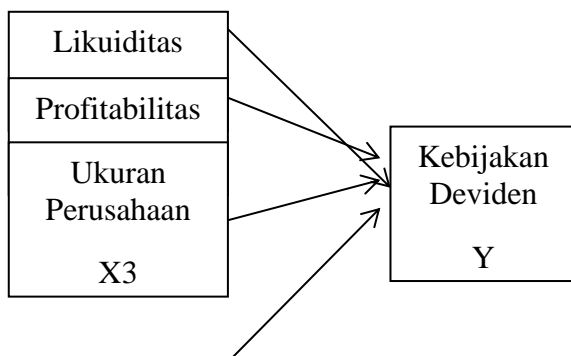 Likuiditas
Profitabilitas
Ukuran
Perusahaan
X3
Kebijakan
Deviden
Y